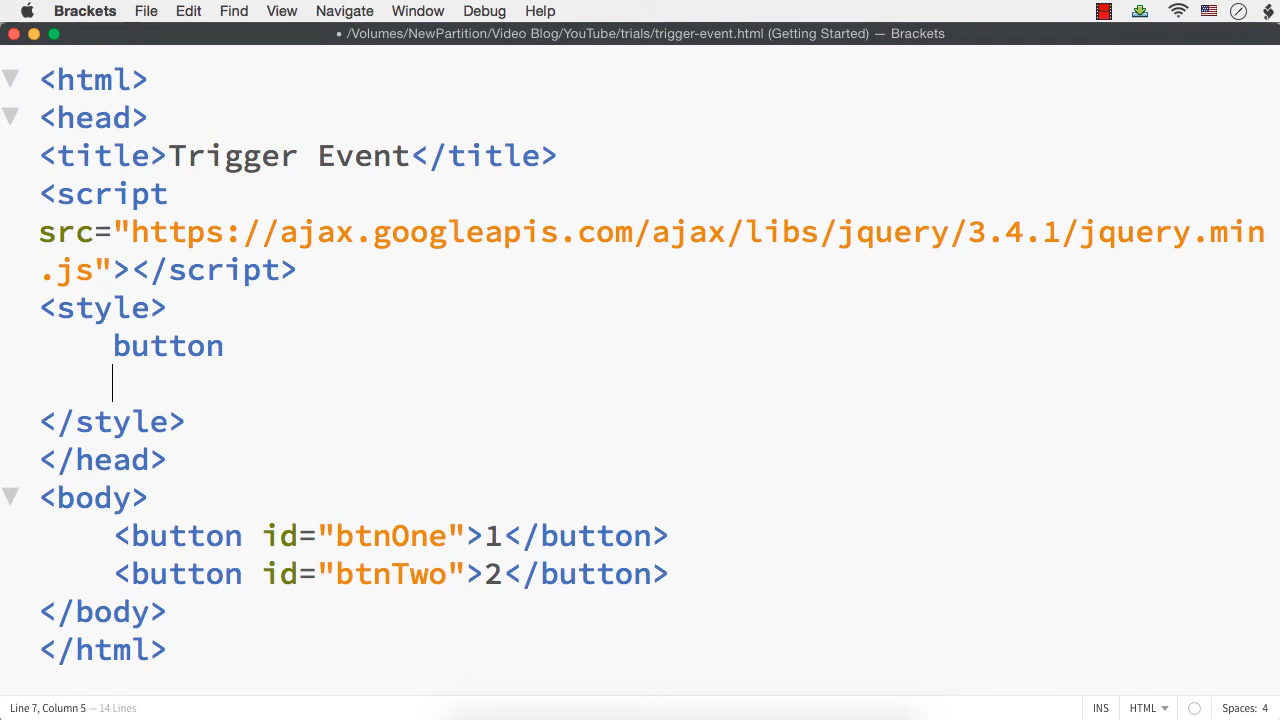 Brackets File Edit Find View Navigate Window Debug Help
• /Volumes/NewPartition/Video Blog/YouTube/trials/trigger-event.html (Getting Started) — Brackets
<html>
<head>
<title>Trigger Event</title>
<script
src="https://ajax.googleapis.com/ajax/libs/jquery/3.4.1/jquery.min
.js"></script>
<style>
button
</style>
</head>
<body>
<button id="btnOne">1</button>
<button id="btnTwo">2</button>
</body>
</html>
Line 7, Column 5 — 14 Lines INS HTML Spaces: 4